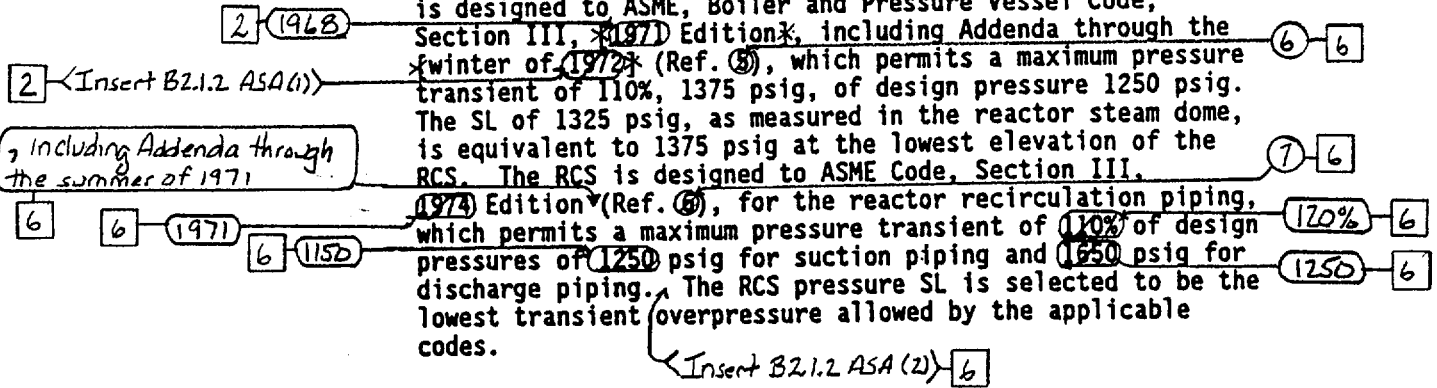 is designed to ASME, Boiler and Pressure Vessel Code,
2 1968
Section III, [1971] Edition], including Addenda through the
6 6
[winter of 1972] (Ref. 5), which permits a maximum pressure
2 <Insert B2.1.2 ASA(1)>
transient of 110%, 1375 psig, of design pressure 1250 psig.
The SL of 1325 psig, as measured in the reactor steam dome,
, including Addenda through
the summer of 1971
6
is equivalent to 1375 psig at the lowest elevation of the
7 6
RCS. The RCS is designed to ASME Code, Section III,
1974 Edition (Ref. 6), for the reactor recirculation piping,
6 1971
which permits a maximum pressure transient of 110% of design
120% 6
6 1150
pressures of 1250 psig for suction piping and 1650 psig for
1250 6
discharge piping. The RCS pressure SL is selected to be the
lowest transient overpressure allowed by the applicable
codes.
<Insert B2.1.2 ASA(2)> 6